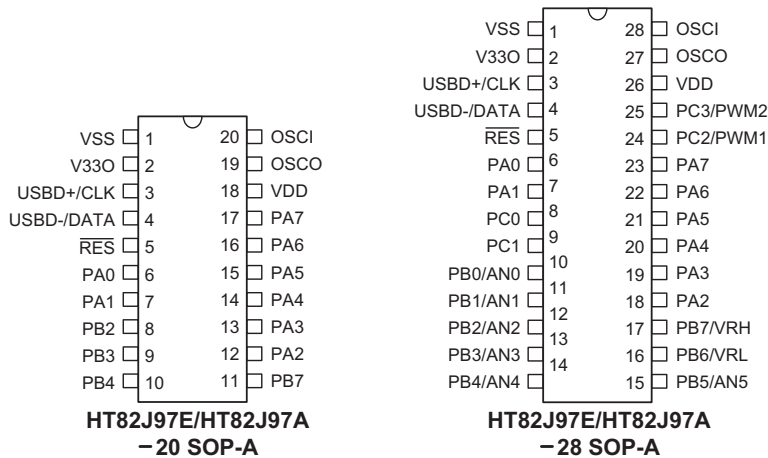 VSS 1 20 OSCI
V33O 2 19 OSCO
USBD+/CLK 3 18 VDD
USBD-/DATA 4 17 PA7
RES 5 16 PA6
PA0 6 15 PA5
PA1 7 14 PA4
PB2 8 13 PA3
PB3 9 12 PA2
PB4 10 11 PB7
HT82J97E/HT82J97A
−20 SOP-A
VSS 1 28 OSCI
V33O 2 27 OSCO
USBD+/CLK 3 26 VDD
USBD-/DATA 4 25 PC3/PWM2
RES 5 24 PC2/PWM1
PA0 6 23 PA7
PA1 7 22 PA6
PC0 8 21 PA5
PC1 9 20 PA4
PB0/AN0 10 19 PA3
PB1/AN1 11 18 PA2
PB2/AN2 12 17 PB7/VRH
PB3/AN3 13 16 PB6/VRL
PB4/AN4 14 15 PB5/AN5
HT82J97E/HT82J97A
−28 SOP-A